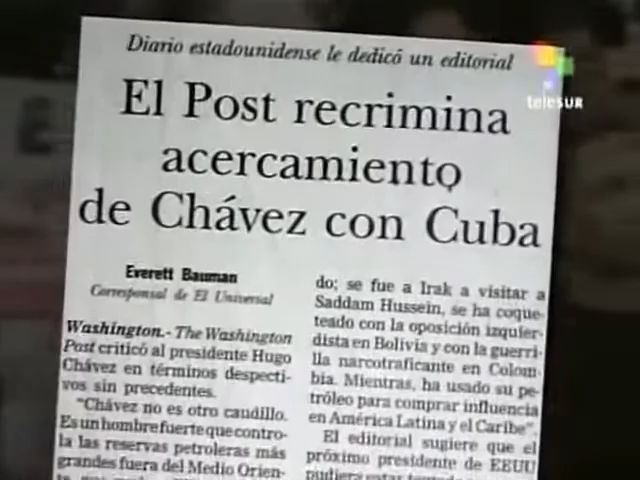 Diario estadounidense le dedicó un editorial
teleSUR
El Post recrimina
acercamiento
de Chávez con Cuba
Everett Bauman
Corresponsal de El Universal
Washington.- The Washington
Post criticó al presidente Hugo
Chávez en términos despecti-
vos sin precedentes.
"Chávez no es otro caudillo.
Es un hombre fuerte que contro-
la las reservas petroleras más
grandes fuera del Medio Orien-
do; se fue a Irak a visitar a
Saddam Hussein, se ha coque-
teado con la oposición izquier-
dista en Bolivia y con la guerri-
lla narcotraficante en Colom-
bia. Mientras, ha usado su pe-
tróleo para comprar influencia
en América Latina y el Caribe".
El editorial sugiere que el
próximo presidente de EEUU